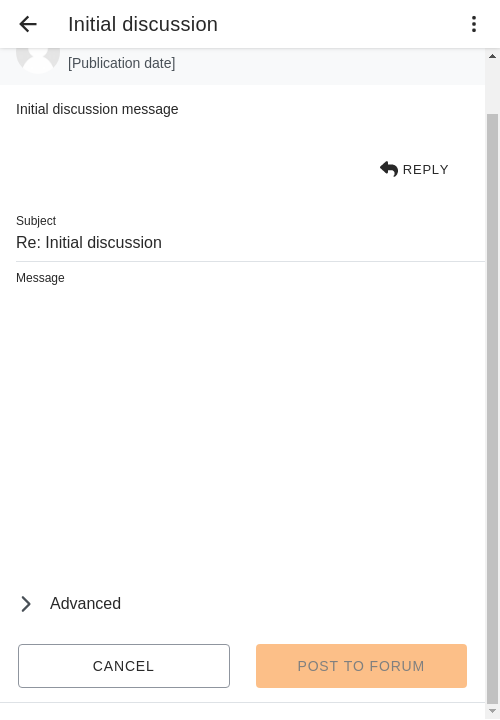 Initial discussion
[Publication date]
Initial discussion message
REPLY
Subject
Re: Initial discussion
Message
Advanced
CANCEL
POST TO FORUM